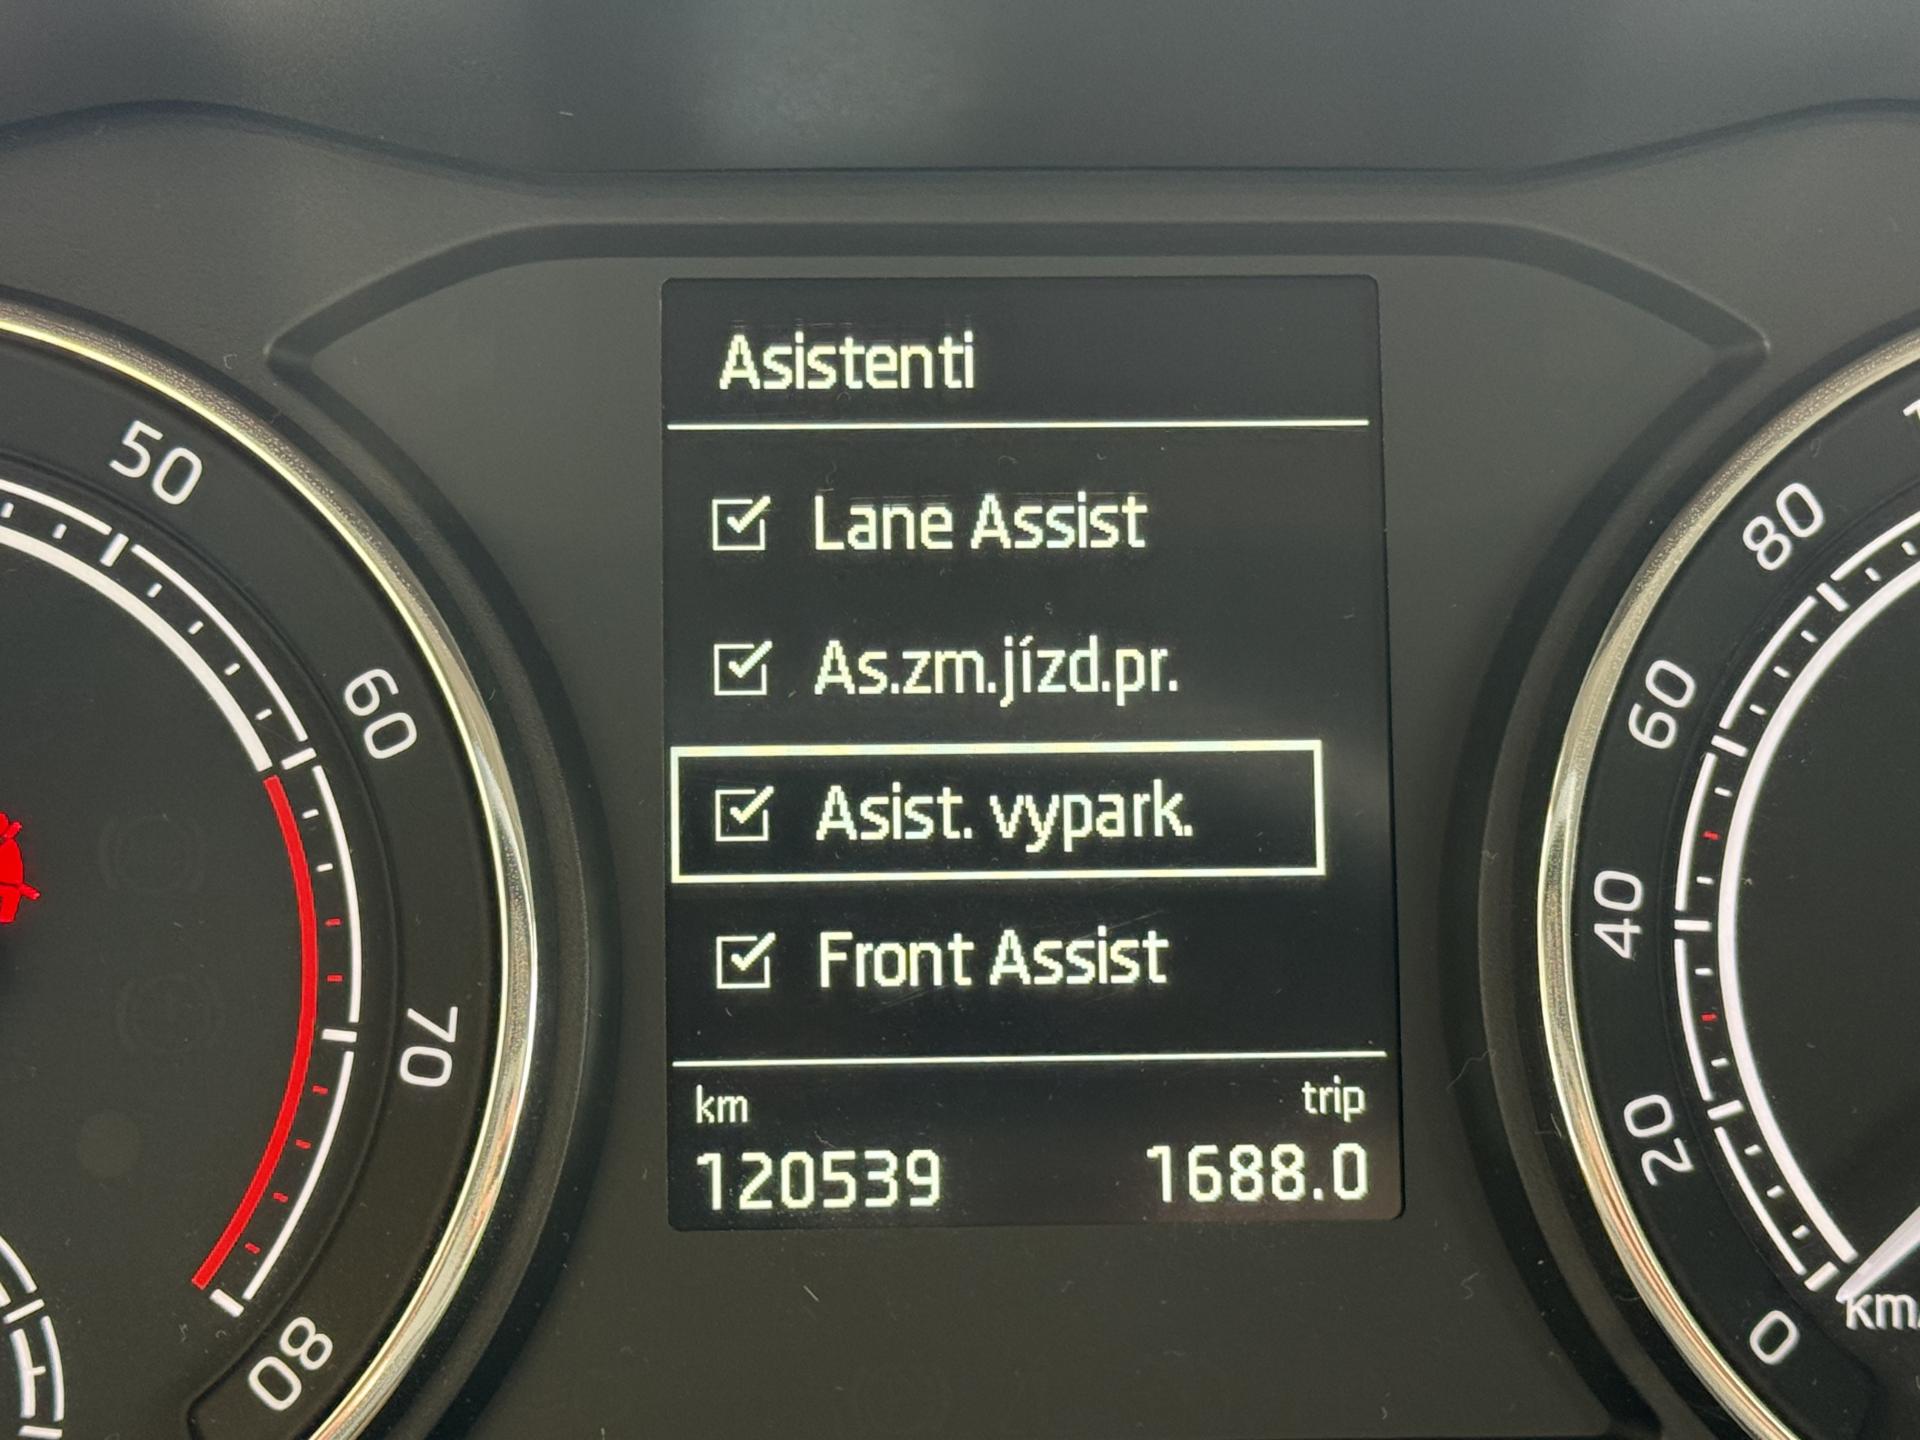 Asistenti
Lane Assist
As.zm.jízd.pr.
Asist. vypark.
Front Assist
km trip
120539 1688.0
50
60
70
80
80
60
40
20
0
km/